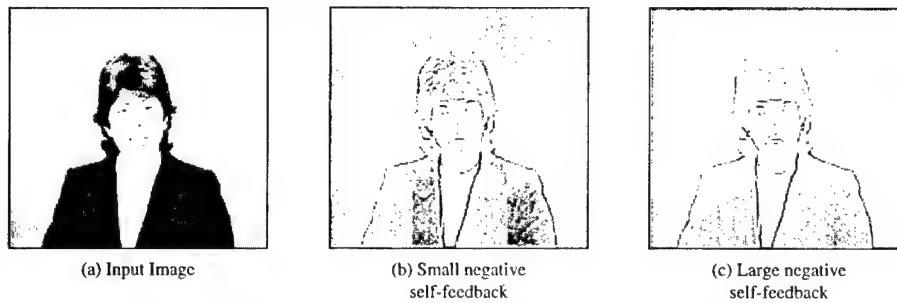 (a) Input Image
(b) Small negative
self-feedback
(c) Large negative
self-feedback